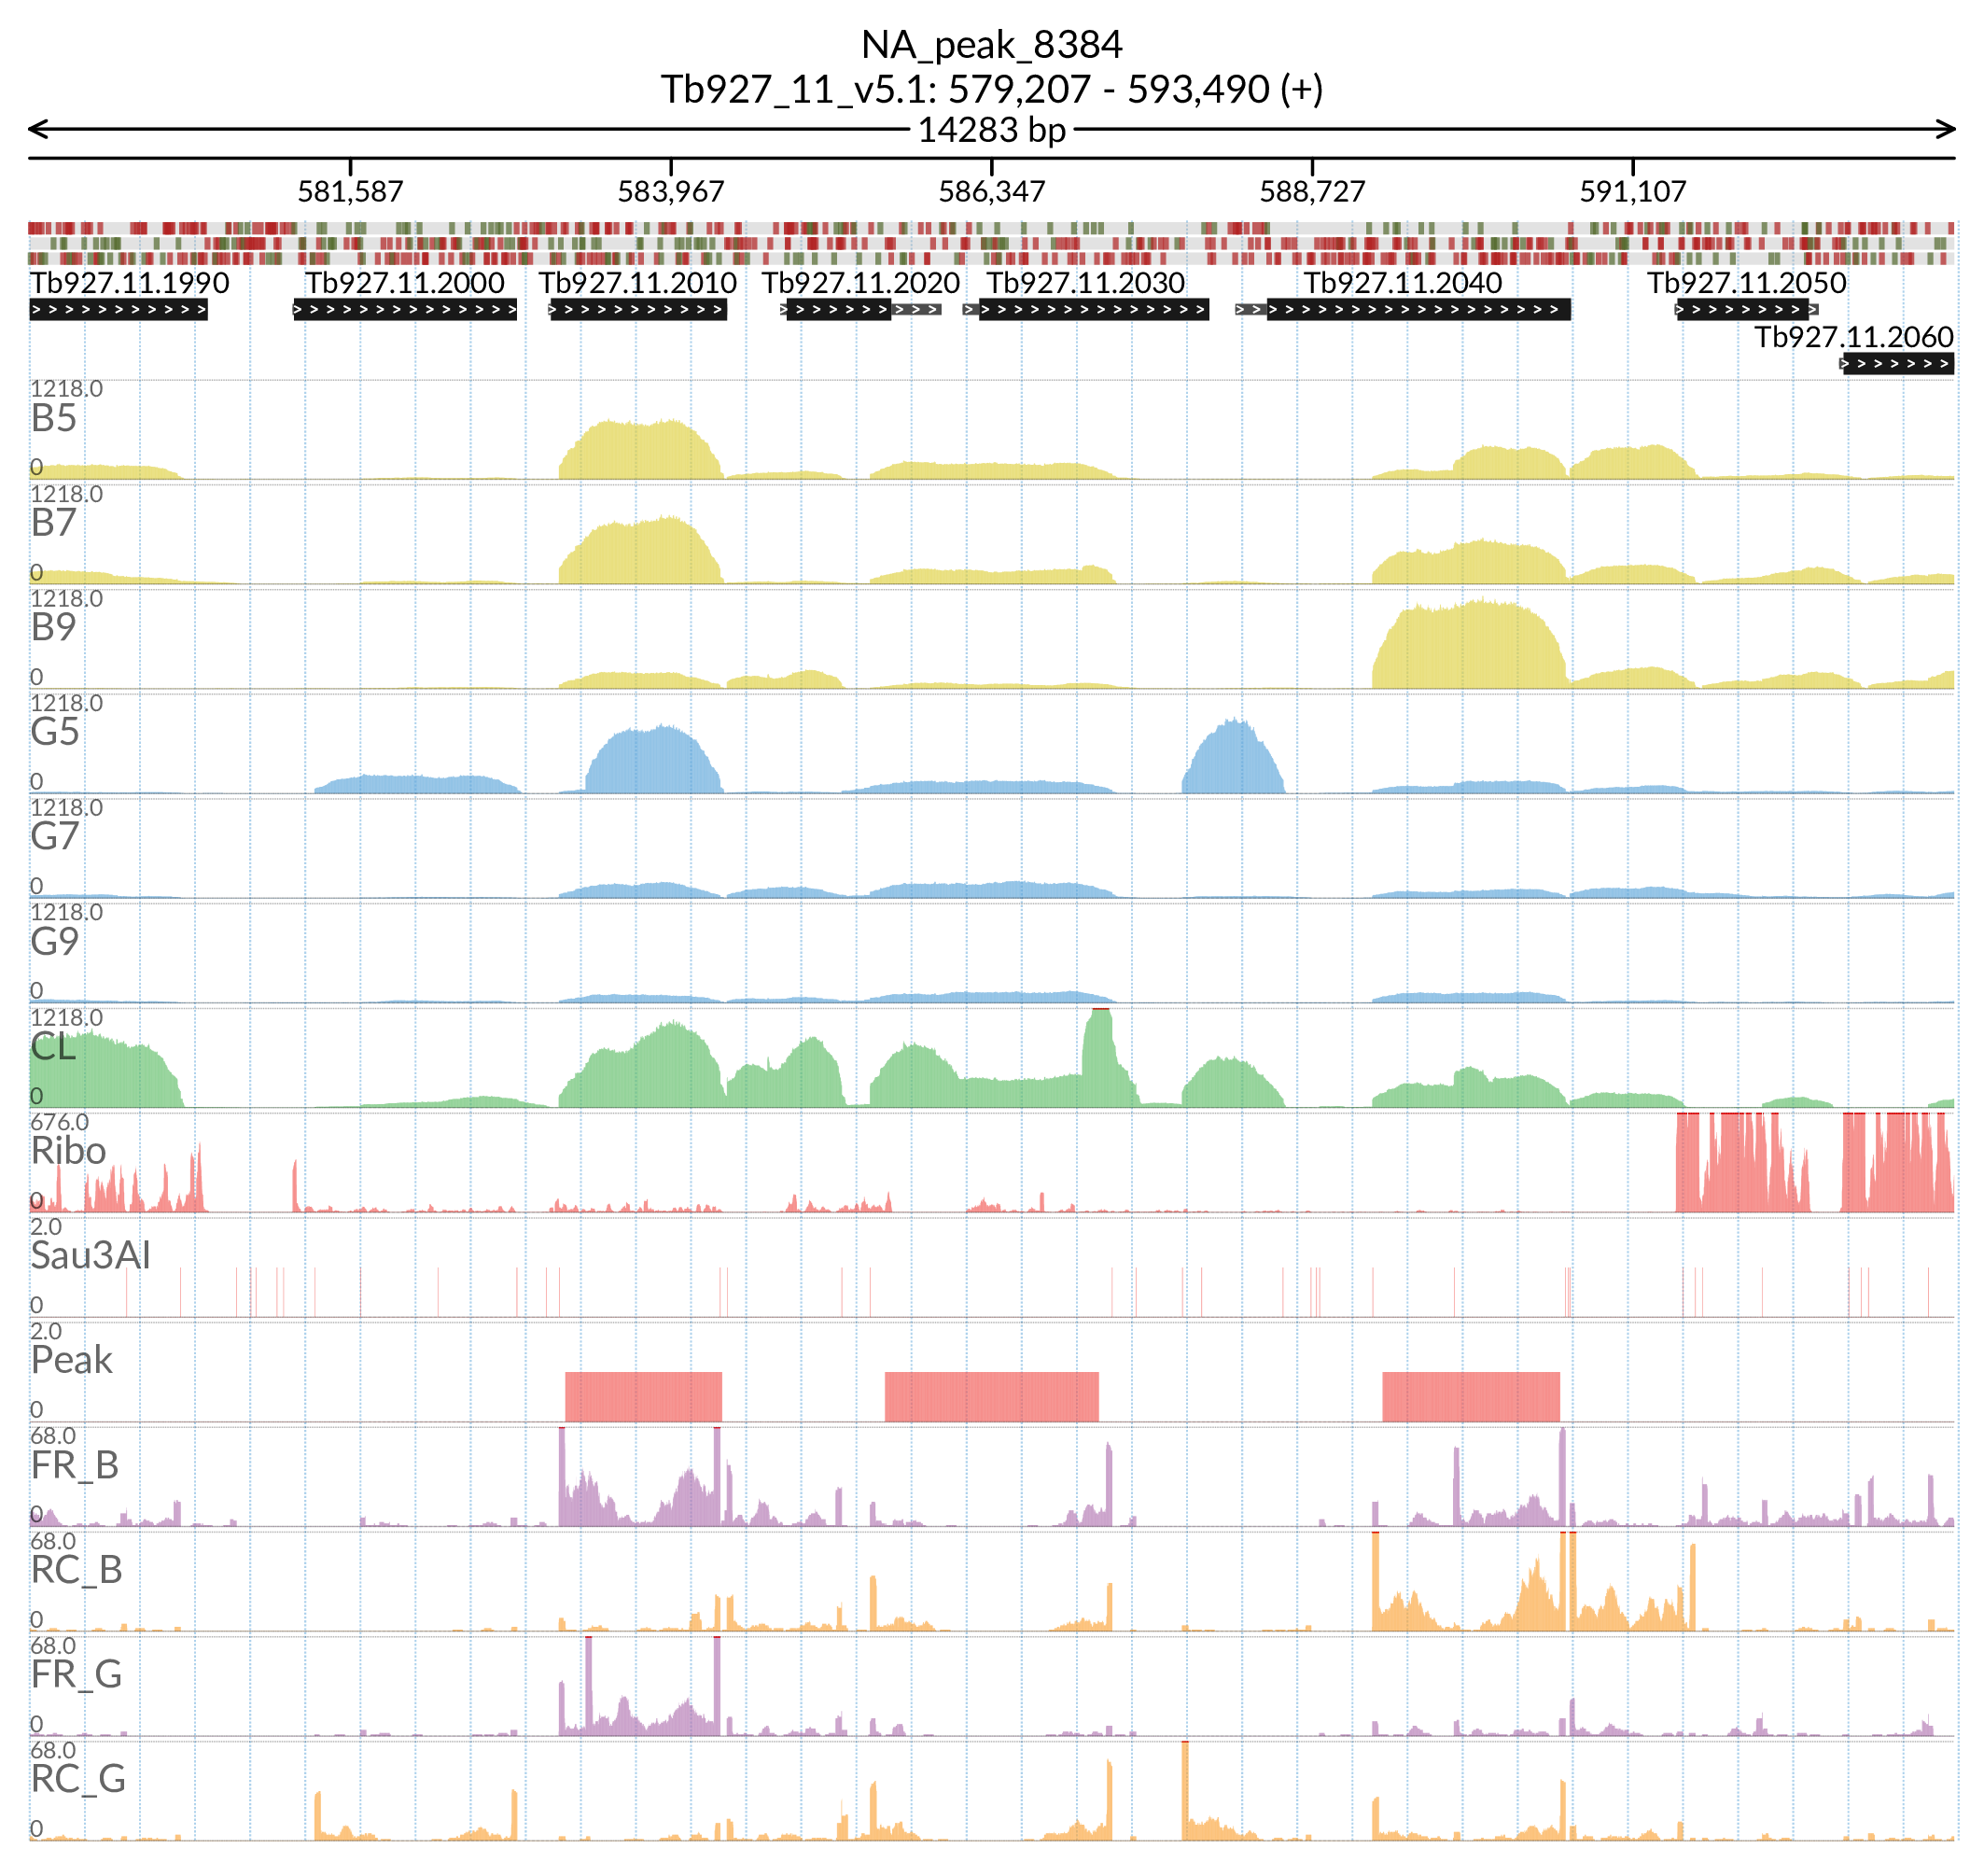 NA_peak_8384
Tb927_11_v5.1: 579,207 - 593,490 (+)
14283 bp
581,587 583,967 586,347 588,727 591,107
Tb927.11.1990 Tb927.11.2000 Tb927.11.2010 Tb927.11.2020 Tb927.11.2030 Tb927.11.2040 Tb927.11.2050
Tb927.11.2060
1218.0
B5
0
1218.0
B7
0
1218.0
B9
0
1218.0
G5
0
1218.0
G7
0
1218.0
G9
0
1218.0
CL
0
676.0
Ribo
0
2.0
Sau3AI
0
2.0
Peak
0
68.0
FR_B
0
68.0
RC_B
0
68.0
FR_G
0
68.0
RC_G
0